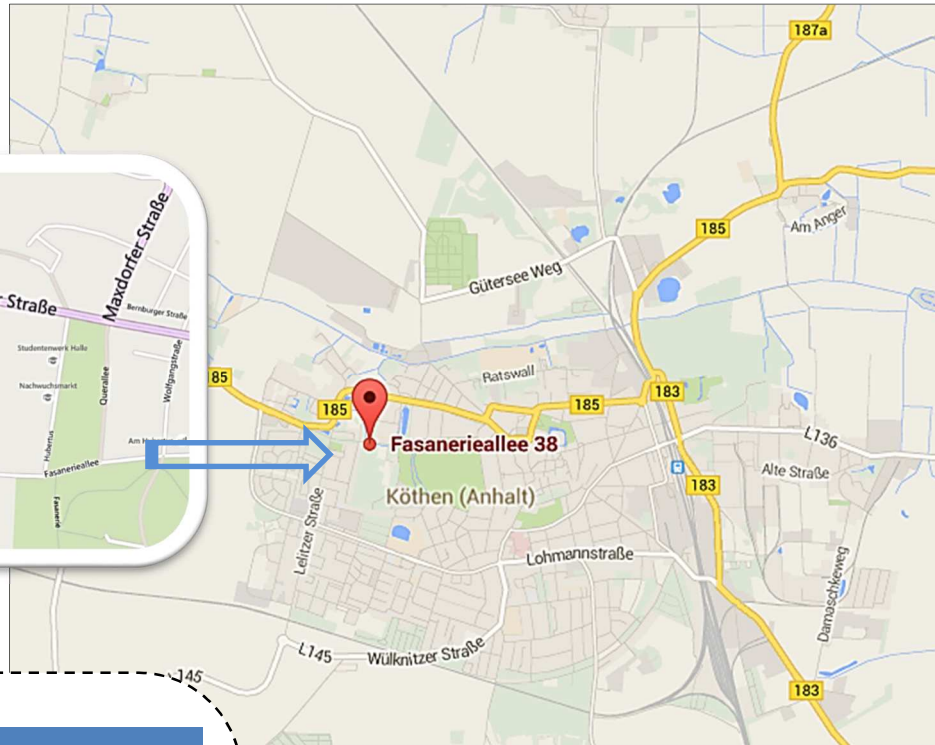 187a
Am Anger
185
Gütersee Weg
Maxdorfer Straße
Straße
Bernburger Straße
Studentenwerk Halle
Nachwuchsmarkt
Querallee
Wolfgangstraße
Hubertus
Fasanerieallee
Fasanerie
85
185
Ratswall
185
183
Fasanerieallee 38
L136
Alte Straße
183
Köthen (Anhalt)
Lelitzer Straße
Lohmannstraße
Damaschkeweg
L145
Wülknitzer Straße
145
183